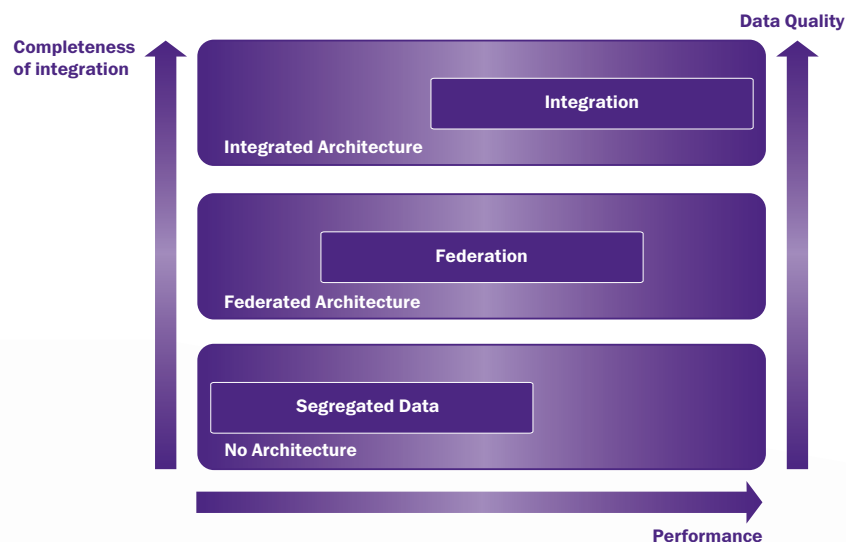 Data Quality
Completeness
of integration
Integration
Integrated Architecture
Federation
Federated Architecture
Segregated Data
No Architecture
Performance